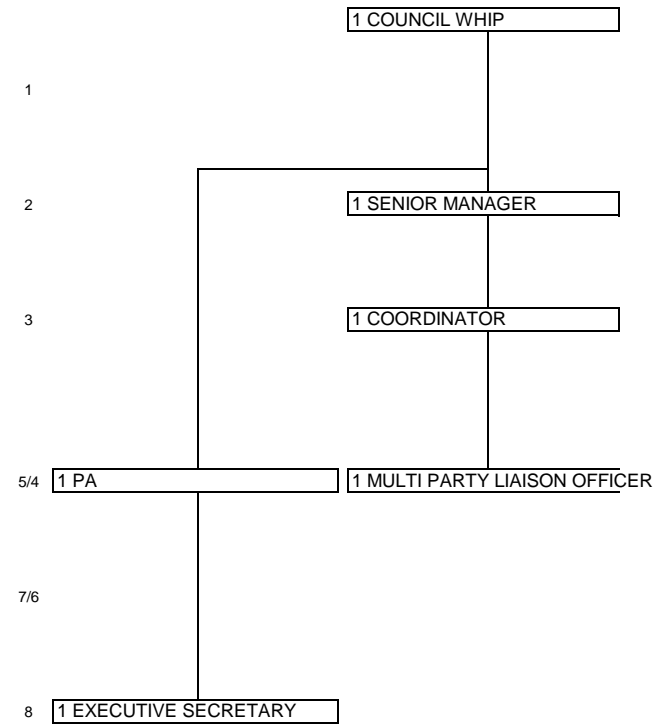 1 COUNCIL WHIP
1
2 1 SENIOR MANAGER
3 1 COORDINATOR
5/4 1 PA 1 MULTI PARTY LIAISON OFFICER
7/6
8 1 EXECUTIVE SECRETARY